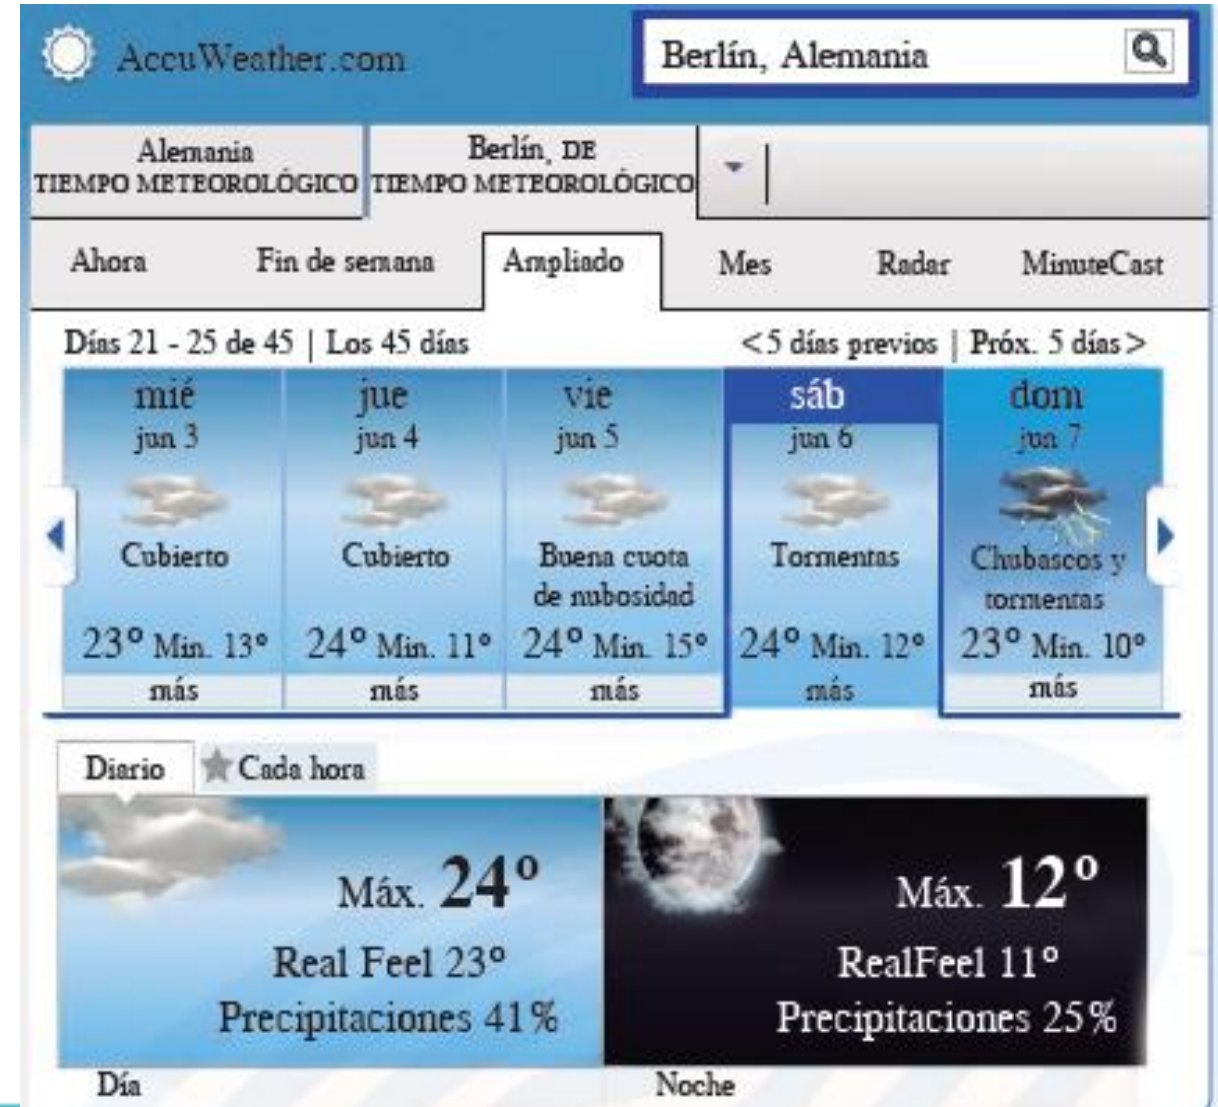 AccuWeather.com
Berlín, Alemania
Alemania
TIEMPO METEOROLÓGICO
Berlín, DE
TIEMPO METEOROLÓGICO
Ahora
Fin de semana
Ampliado
Mes
Radar
MinuteCast
Días 21 - 25 de 45 | Los 45 días
<5 días previos | Próx. 5 días>
mié
jun 3
Cubierto
23° Min. 13°
más
jue
jun 4
Cubierto
24° Min. 11°
más
vie
jun 5
Buena cuota
de nubosidad
24° Min. 15°
más
sáb
jun 6
Tormentas
24° Min. 12°
más
dom
jun 7
Chubascos y
tormentas
23° Min. 10°
más
Diario
Cada hora
Máx. 24°
Real Feel 23°
Precipitaciones 41%
Día
Máx. 12°
RealFeel 11°
Precipitaciones 25%
Noche